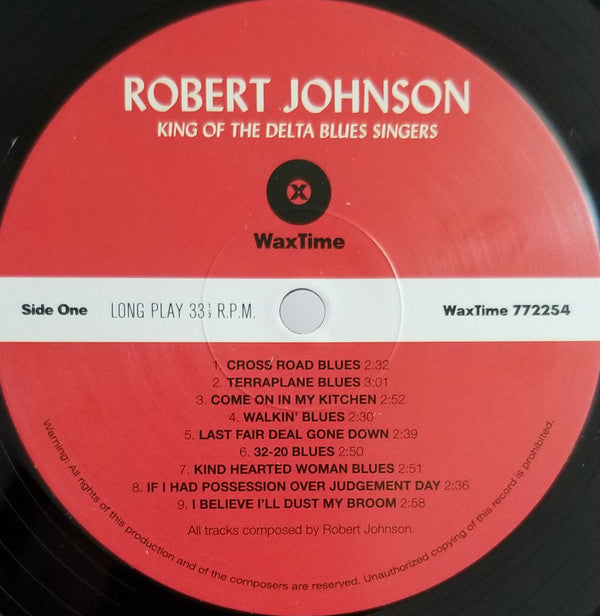 ROBERT JOHNSON
KING OF THE DELTA BLUES SINGERS
X
WaxTime
Side One
LONG PLAY 33 1/3 R.P.M.
WaxTime 772254
1. CROSS ROAD BLUES 2:32
2. TERRAPLANE BLUES 3:01
3. COME ON IN MY KITCHEN 2:52
4. WALKIN' BLUES 2:30
5. LAST FAIR DEAL GONE DOWN 2:39
6. 32-20 BLUES 2:50
7. KIND HEARTED WOMAN BLUES 2:51
8. IF I HAD POSSESSION OVER JUDGEMENT DAY 2:36
9. I BELIEVE I'LL DUST MY BROOM 2:58
All tracks composed by Robert Johnson.
Warning: All rights of this production and of the composers are reserved. Unauthorized copying of this record is prohibited.